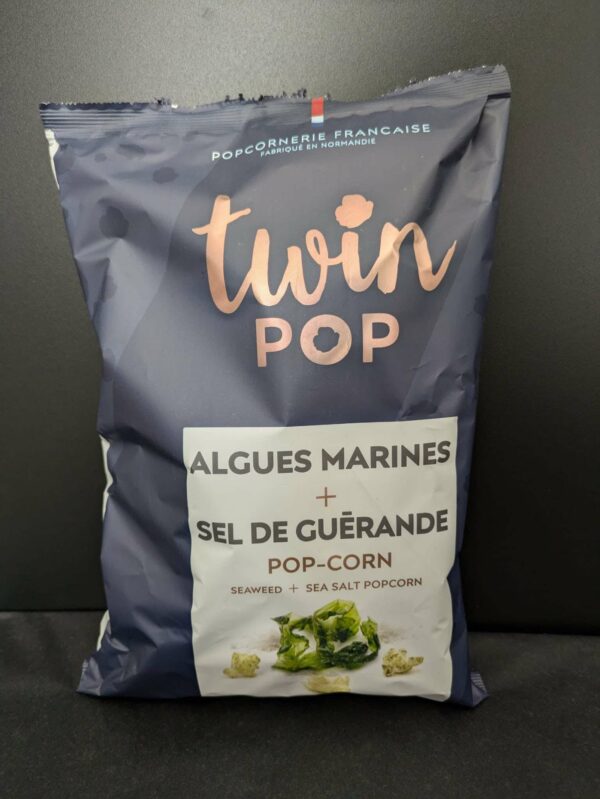 POPCORNERIE FRANCAISE
FABRIQUÉ EN NORMANDIE
twin
POP
ALGUES MARINES
+
SEL DE GUĒRANDE
POP-CORN
SEAWEED + SEA SALT POPCORN